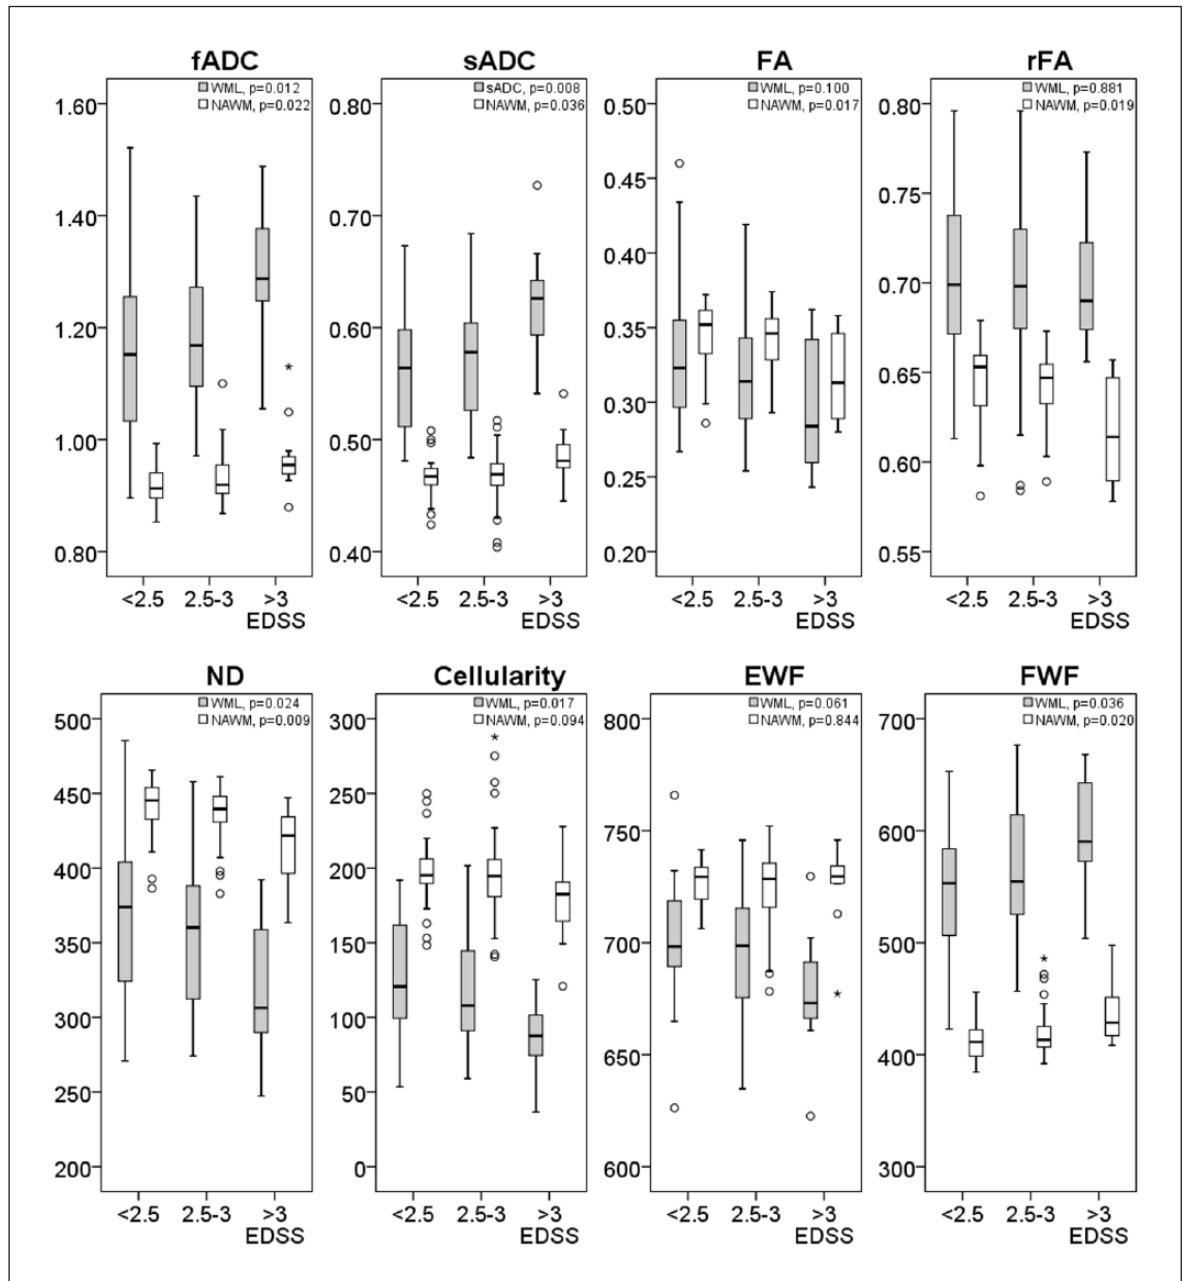 fADC
WML, p=0.012
NAWM, p=0.022
1.60
1.40
1.20
1.00
0.80
<2.5 2.5-3 >3
EDSS
sADC
sADC, p=0.008
NAWM, p=0.036
0.80
0.70
0.60
0.50
0.40
<2.5 2.5-3 >3
EDSS
FA
WML, p=0.100
NAWM, p=0.017
0.50
0.45
0.40
0.35
0.30
0.25
0.20
<2.5 2.5-3 >3
EDSS
rFA
WML, p=0.881
NAWM, p=0.019
0.80
0.75
0.70
0.65
0.60
0.55
<2.5 2.5-3 >3
EDSS
ND
WML, p=0.024
NAWM, p=0.009
500
450
400
350
300
250
200
<2.5 2.5-3 >3
EDSS
Cellularity
WML, p=0.017
NAWM, p=0.094
300
250
200
150
100
50
0
<2.5 2.5-3 >3
EDSS
EWF
WML, p=0.061
NAWM, p=0.844
800
750
700
650
600
<2.5 2.5-3 >3
EDSS
FWF
WML, p=0.036
NAWM, p=0.020
700
600
500
400
300
<2.5 2.5-3 >3
EDSS